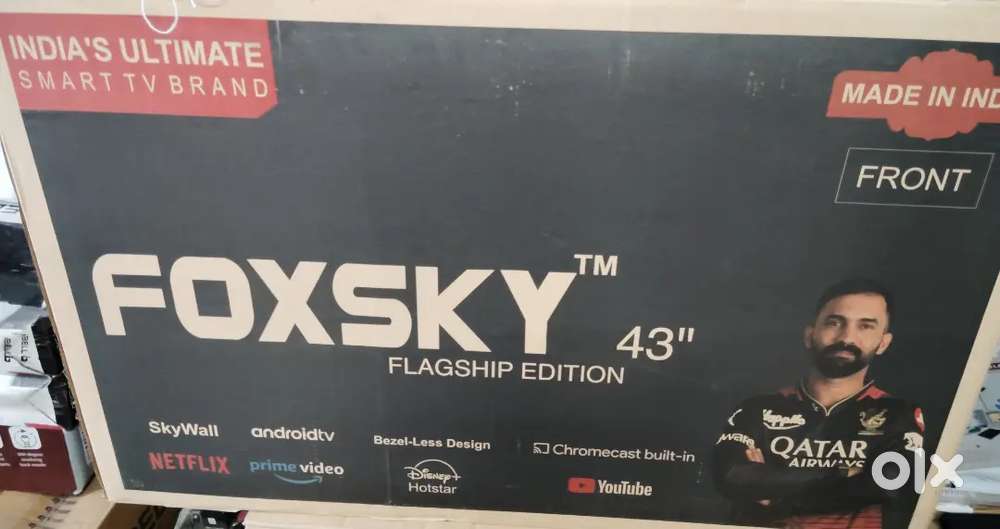 INDIA'S ULTIMATE
SMART TV BRAND
MADE IN IND
FRONT
FOXSKY™
43"
FLAGSHIP EDITION
SkyWall
androidtv
Bezel-Less Design
Chromecast built-in
NETFLIX
prime video
Disney+
Hotstar
YouTube
QATAR
AIRWAYS
olx